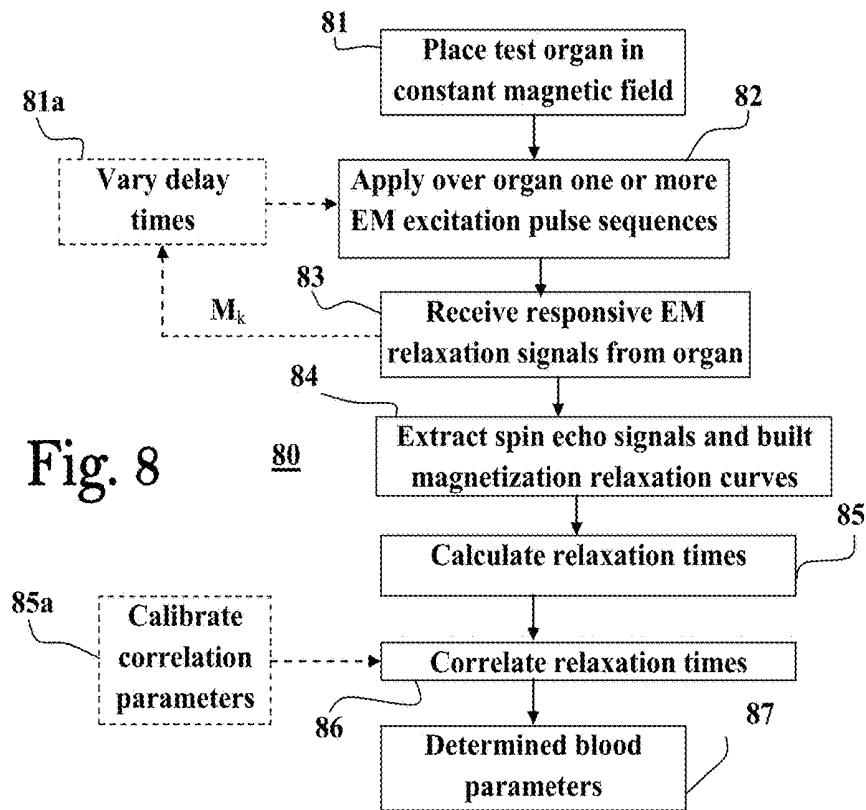 81
Place test organ in
constant magnetic field
81a
Vary delay
times
82
Apply over organ one or more
EM excitation pulse sequences
83
M_k
Receive responsive EM
relaxation signals from organ
84
Extract spin echo signals and built
magnetization relaxation curves
Fig. 8
80
85
Calculate relaxation times
85a
Calibrate
correlation
parameters
Correlate relaxation times
86
87
Determined blood
parameters